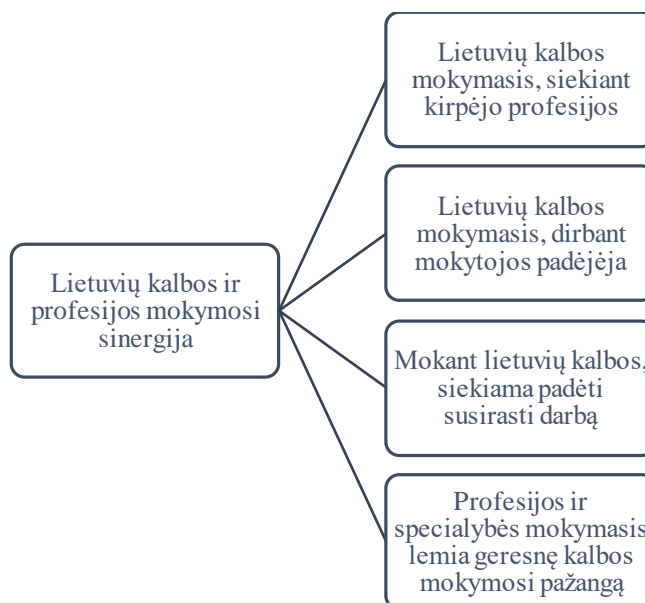 Lietuvių kalbos ir
profesijos mokymosi
sinergija
Lietuvių kalbos
mokymasis, siekiant
kirpėjo profesijos
Lietuvių kalbos
mokymasis, dirbant
mokytojos padėjėja
Mokant lietuvių kalbos,
siekiama padėti
susirasti darbą
Profesijos ir
specialybės mokymasis
lemia geresnę kalbos
mokymosi pažangą